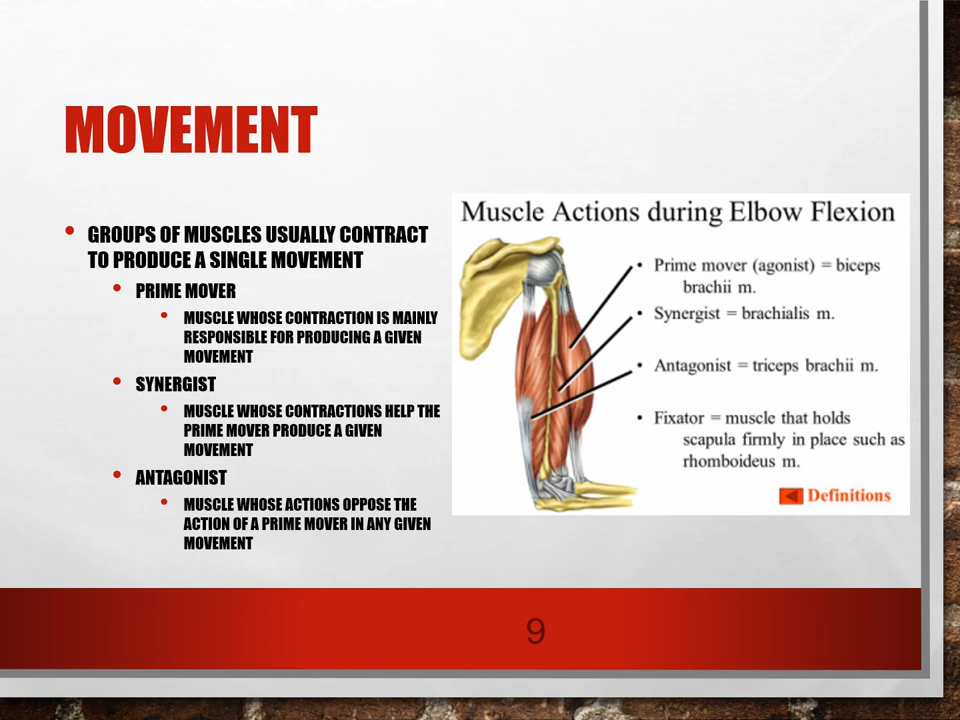 MOVEMENT
• GROUPS OF MUSCLES USUALLY CONTRACT
TO PRODUCE A SINGLE MOVEMENT
• PRIME MOVER
• MUSCLE WHOSE CONTRACTION IS MAINLY
RESPONSIBLE FOR PRODUCING A GIVEN
MOVEMENT
• SYNERGIST
• MUSCLE WHOSE CONTRACTIONS HELP THE
PRIME MOVER PRODUCE A GIVEN
MOVEMENT
• ANTAGONIST
• MUSCLE WHOSE ACTIONS OPPOSE THE
ACTION OF A PRIME MOVER IN ANY GIVEN
MOVEMENT
Muscle Actions during Elbow Flexion
• Prime mover (agonist) = biceps
brachii m.
• Synergist = brachialis m.
• Antagonist = triceps brachii m.
• Fixator = muscle that holds
scapula firmly in place such as
rhomboideus m.
Definitions
9